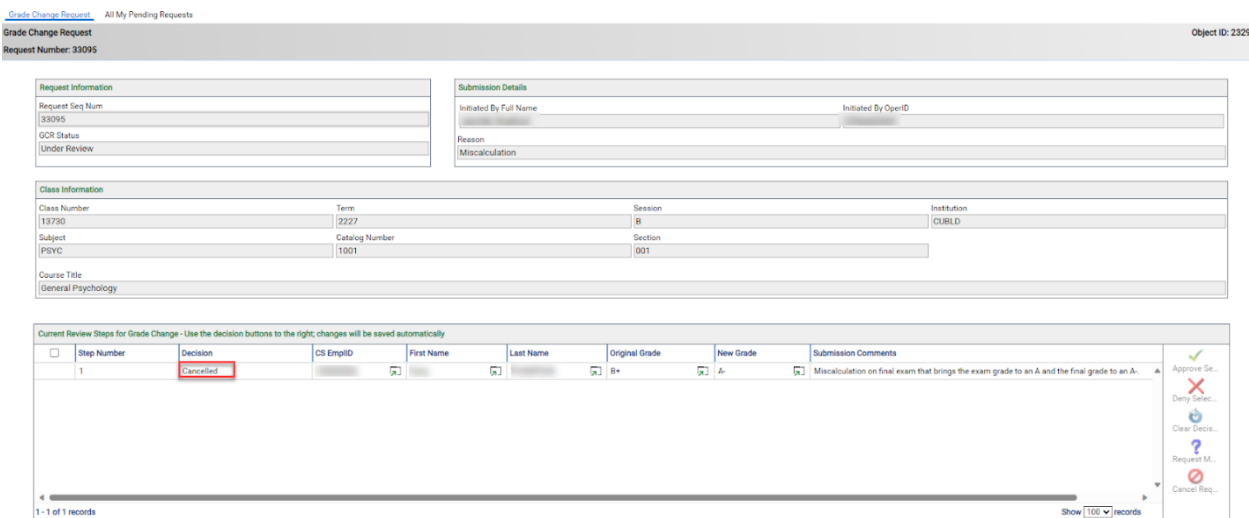 Grade Change Request All My Pending Requests
Grade Change Request Object ID: 2329
Request Number: 33095
Request Information Submission Details
Request Seq Num Initiated By Full Name Initiated By OperID
33095
GCR Status Reason
Under Review Miscalculation
Class Information
Class Number Term Session Institution
13730 2227 B CUBLD
Subject Catalog Number Section
PSYC 1001 001
Course Title
General Psychology
Current Review Steps for Grade Change - Use the decision buttons to the right; changes will be saved automatically
Step Number Decision CS EmplID First Name Last Name Original Grade New Grade Submission Comments
1 Cancelled B+ A- Miscalculation on final exam that brings the exam grade to an A and the final grade to an A-.
Approve Se...
Deny Selec...
Clear Decis...
Request M...
Cancel Req...
1 - 1 of 1 records Show 100 records